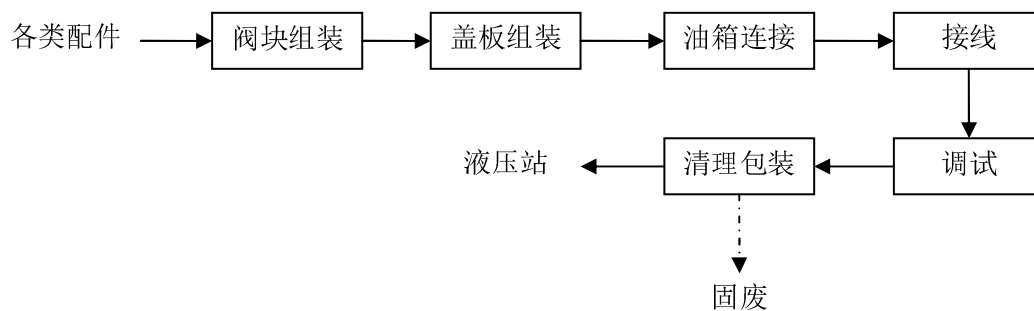 各类配件
阀块组装
盖板组装
油箱连接
接线
调试
清理包装
液压站
固废